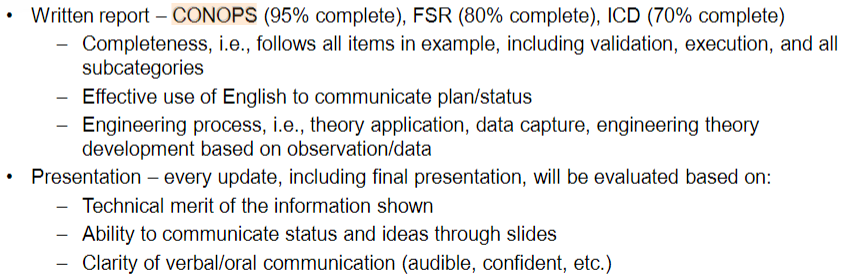 • Written report – CONOPS (95% complete), FSR (80% complete), ICD (70% complete)
– Completeness, i.e., follows all items in example, including validation, execution, and all
subcategories
– Effective use of English to communicate plan/status
– Engineering process, i.e., theory application, data capture, engineering theory
development based on observation/data
• Presentation – every update, including final presentation, will be evaluated based on:
– Technical merit of the information shown
– Ability to communicate status and ideas through slides
– Clarity of verbal/oral communication (audible, confident, etc.)